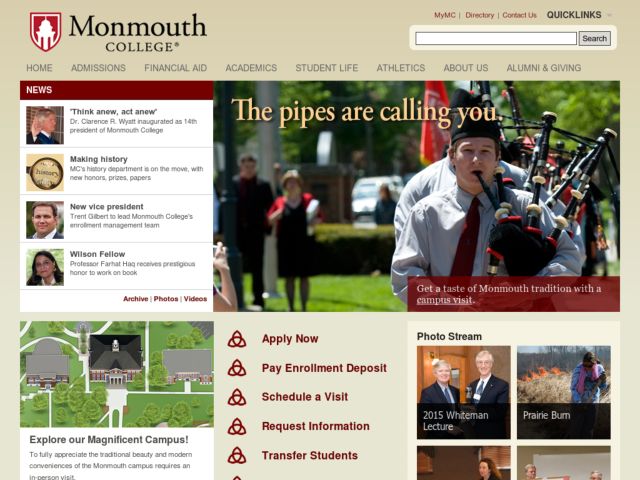 Monmouth
COLLEGE®
MyMC | Directory | Contact Us QUICKLINKS
Search
HOME ADMISSIONS FINANCIAL AID ACADEMICS STUDENT LIFE ATHLETICS ABOUT US ALUMNI & GIVING
NEWS
'Think anew, act anew'
Dr. Clarence R. Wyatt inaugurated as 14th
president of Monmouth College
Making history
MC's history department is on the move, with
new honors, prizes, papers
New vice president
Trent Gilbert to lead Monmouth College's
enrollment management team
Wilson Fellow
Professor Farhat Haq receives prestigious
honor to work on book
Archive | Photos | Videos
The pipes are calling you.
Get a taste of Monmouth tradition with a
campus visit.
Explore our Magnificent Campus!
To fully appreciate the traditional beauty and modern
conveniences of the Monmouth campus requires an
in-person visit.
Apply Now
Pay Enrollment Deposit
Schedule a Visit
Request Information
Transfer Students
Photo Stream
2015 Whiteman
Lecture
Prairie Burn
history